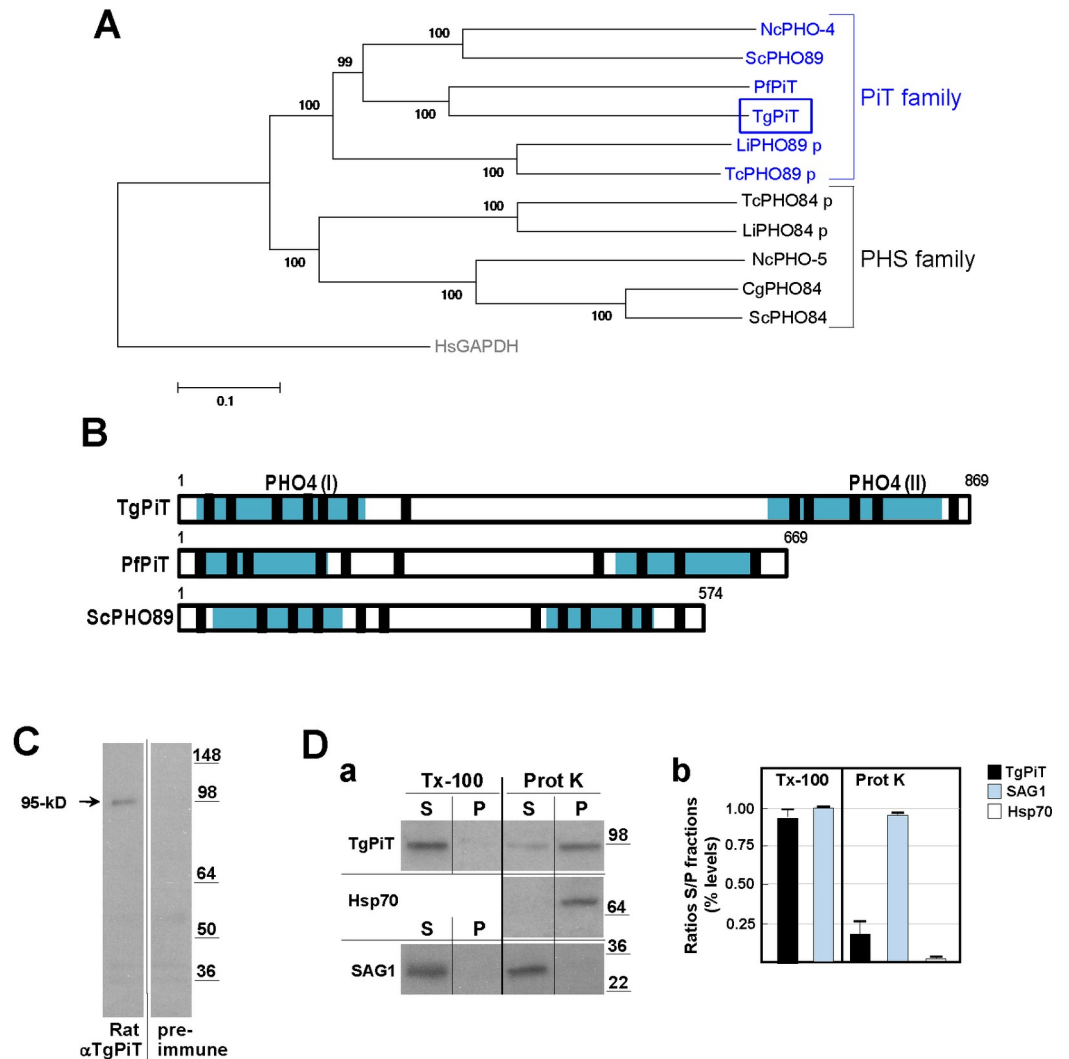 A
100
NcPHO-4
ScPHO89
99
PfPiT
100
TgPiT
100
LiPHO89 p
100
TcPHO89 p
PiT family
100
TcPHO84 p
LiPHO84 p
100
NcPHO-5
100
CgPHO84
100
ScPHO84
PHS family
HsGAPDH
0.1
B
1
PHO4 (I)
PHO4 (II)
869
TgPiT
1
669
PfPiT
1
574
ScPHO89
C
148
95-kD
98
64
50
36
Rat αTgPiT
pre-immune
D
a
Tx-100
Prot K
S P S P
TgPiT
98
Hsp70
64
S P
36
SAG1
22
b
Tx-100
Prot K
TgPiT
SAG1
Hsp70
Ratios S/P fractions
(% levels)
1.00
0.75
0.50
0.25